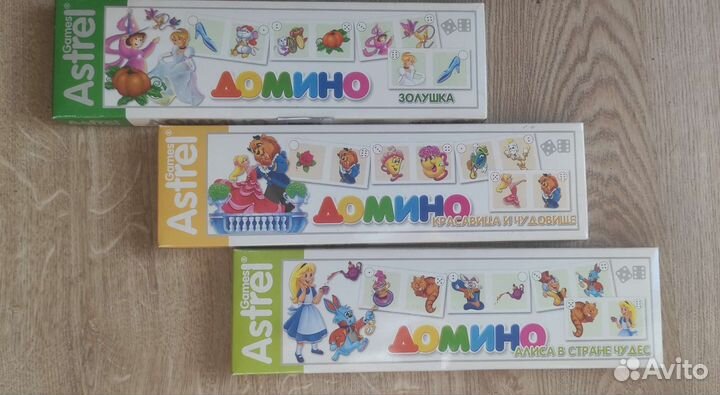 Astrel
Games®
ДОМИНО
ЗОЛУШКА
Astrel
Games®
ДОМИНО
КРАСАВИЦА И ЧУДОВИЩЕ
Astrel
Games®
ДОМИНО
АЛИСА В СТРАНЕ ЧУДЕС
Avito